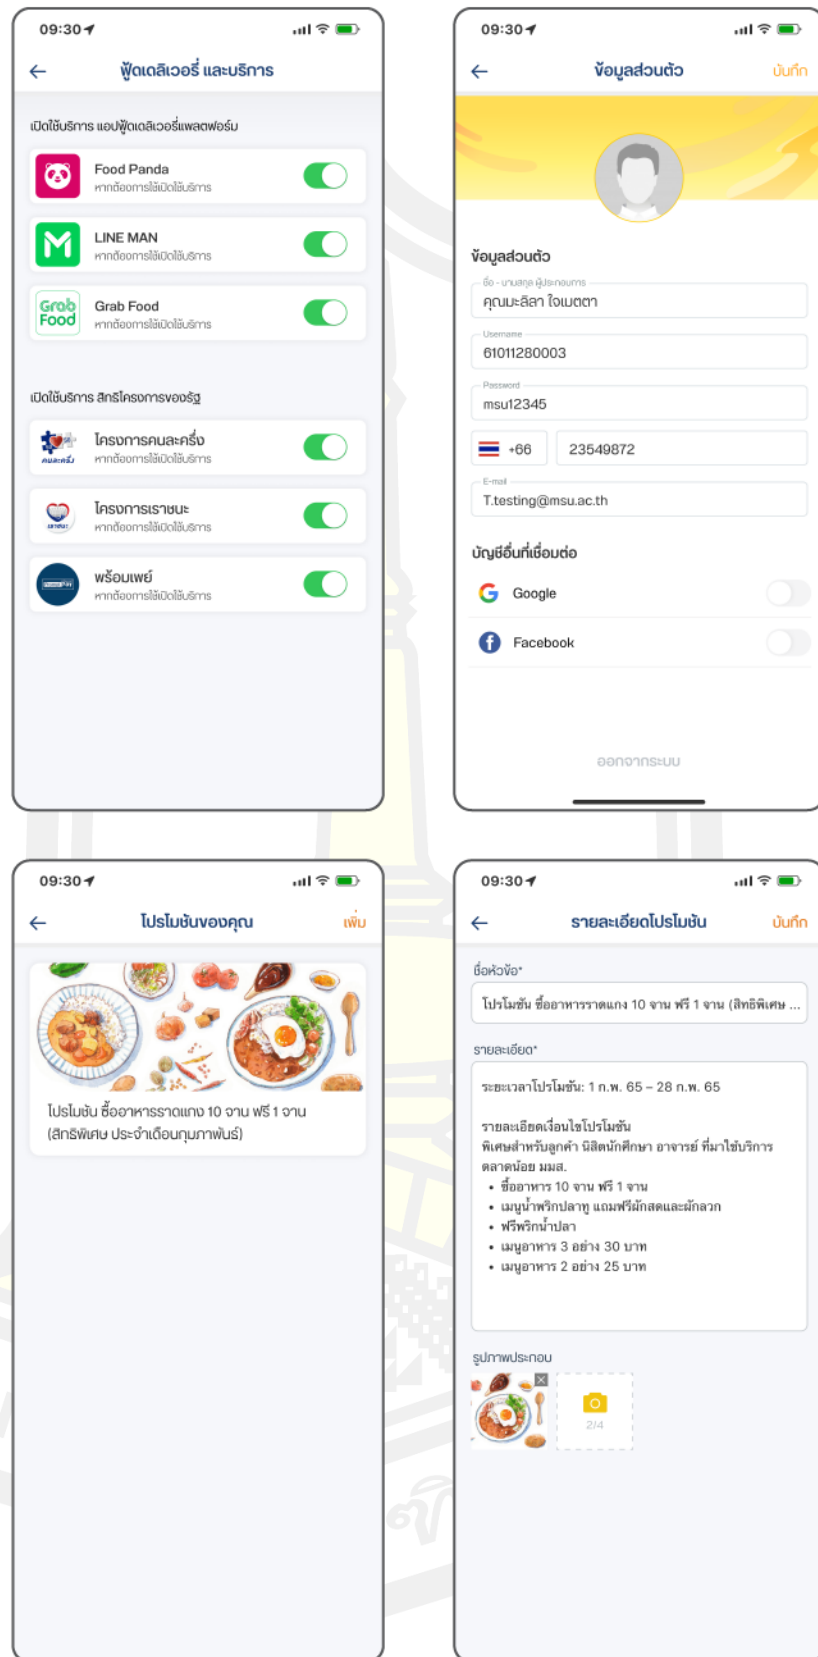 09:30
ฟู้ดเดลิเวอรี่ และบริการ
เปิดใช้บริการ แอปฟู้ดเดลิเวอรี่แพลตฟอร์ม
Food Panda
หากต้องการใช้เปิดใช้บริการ
LINE MAN
หากต้องการใช้เปิดใช้บริการ
Grab Food
Grab Food
หากต้องการใช้เปิดใช้บริการ
เปิดใช้บริการ สิทธิโครงการของรัฐ
คนละครึ่ง
โครงการคนละครึ่ง
หากต้องการใช้เปิดใช้บริการ
เราชนะ
โครงการเราชนะ
หากต้องการใช้เปิดใช้บริการ
พร้อมเพย์
หากต้องการใช้เปิดใช้บริการ
09:30
ข้อมูลส่วนตัว
บันทึก
ข้อมูลส่วนตัว
ชื่อ - นามสกุล ผู้ประกอบการ
คุณมะลิลา ใจเมตตา
Username
61011280003
Password
msu12345
+66 23549872
E-mail
T.testing@msu.ac.th
บัญชีอื่นที่เชื่อมต่อ
Google
Facebook
ออกจากระบบ
09:30
โปรโมชันของคุณ
เพิ่ม
โปรโมชัน ซื้ออาหารราดแกง 10 จาน ฟรี 1 จาน
(สิทธิพิเศษ ประจำเดือนกุมภาพันธ์)
09:30
รายละเอียดโปรโมชัน
บันทึก
ชื่อหัวข้อ*
โปรโมชัน ซื้ออาหารราดแกง 10 จาน ฟรี 1 จาน (สิทธิพิเศษ ...
รายละเอียด*
ระยะเวลาโปรโมชัน: 1 ก.พ. 65 – 28 ก.พ. 65
รายละเอียดเงื่อนไขโปรโมชัน
พิเศษสำหรับลูกค้า นิสิตนักศึกษา อาจารย์ ที่มาใช้บริการ
ตลาดน้อย มมส.
• ซื้ออาหาร 10 จาน ฟรี 1 จาน
• เมนูน้ำพริกปลาทู แถมฟรีผักสดและผักลวก
• ฟรีพริกน้ำปลา
• เมนูอาหาร 3 อย่าง 30 บาท
• เมนูอาหาร 2 อย่าง 25 บาท
รูปภาพประกอบ
2/4